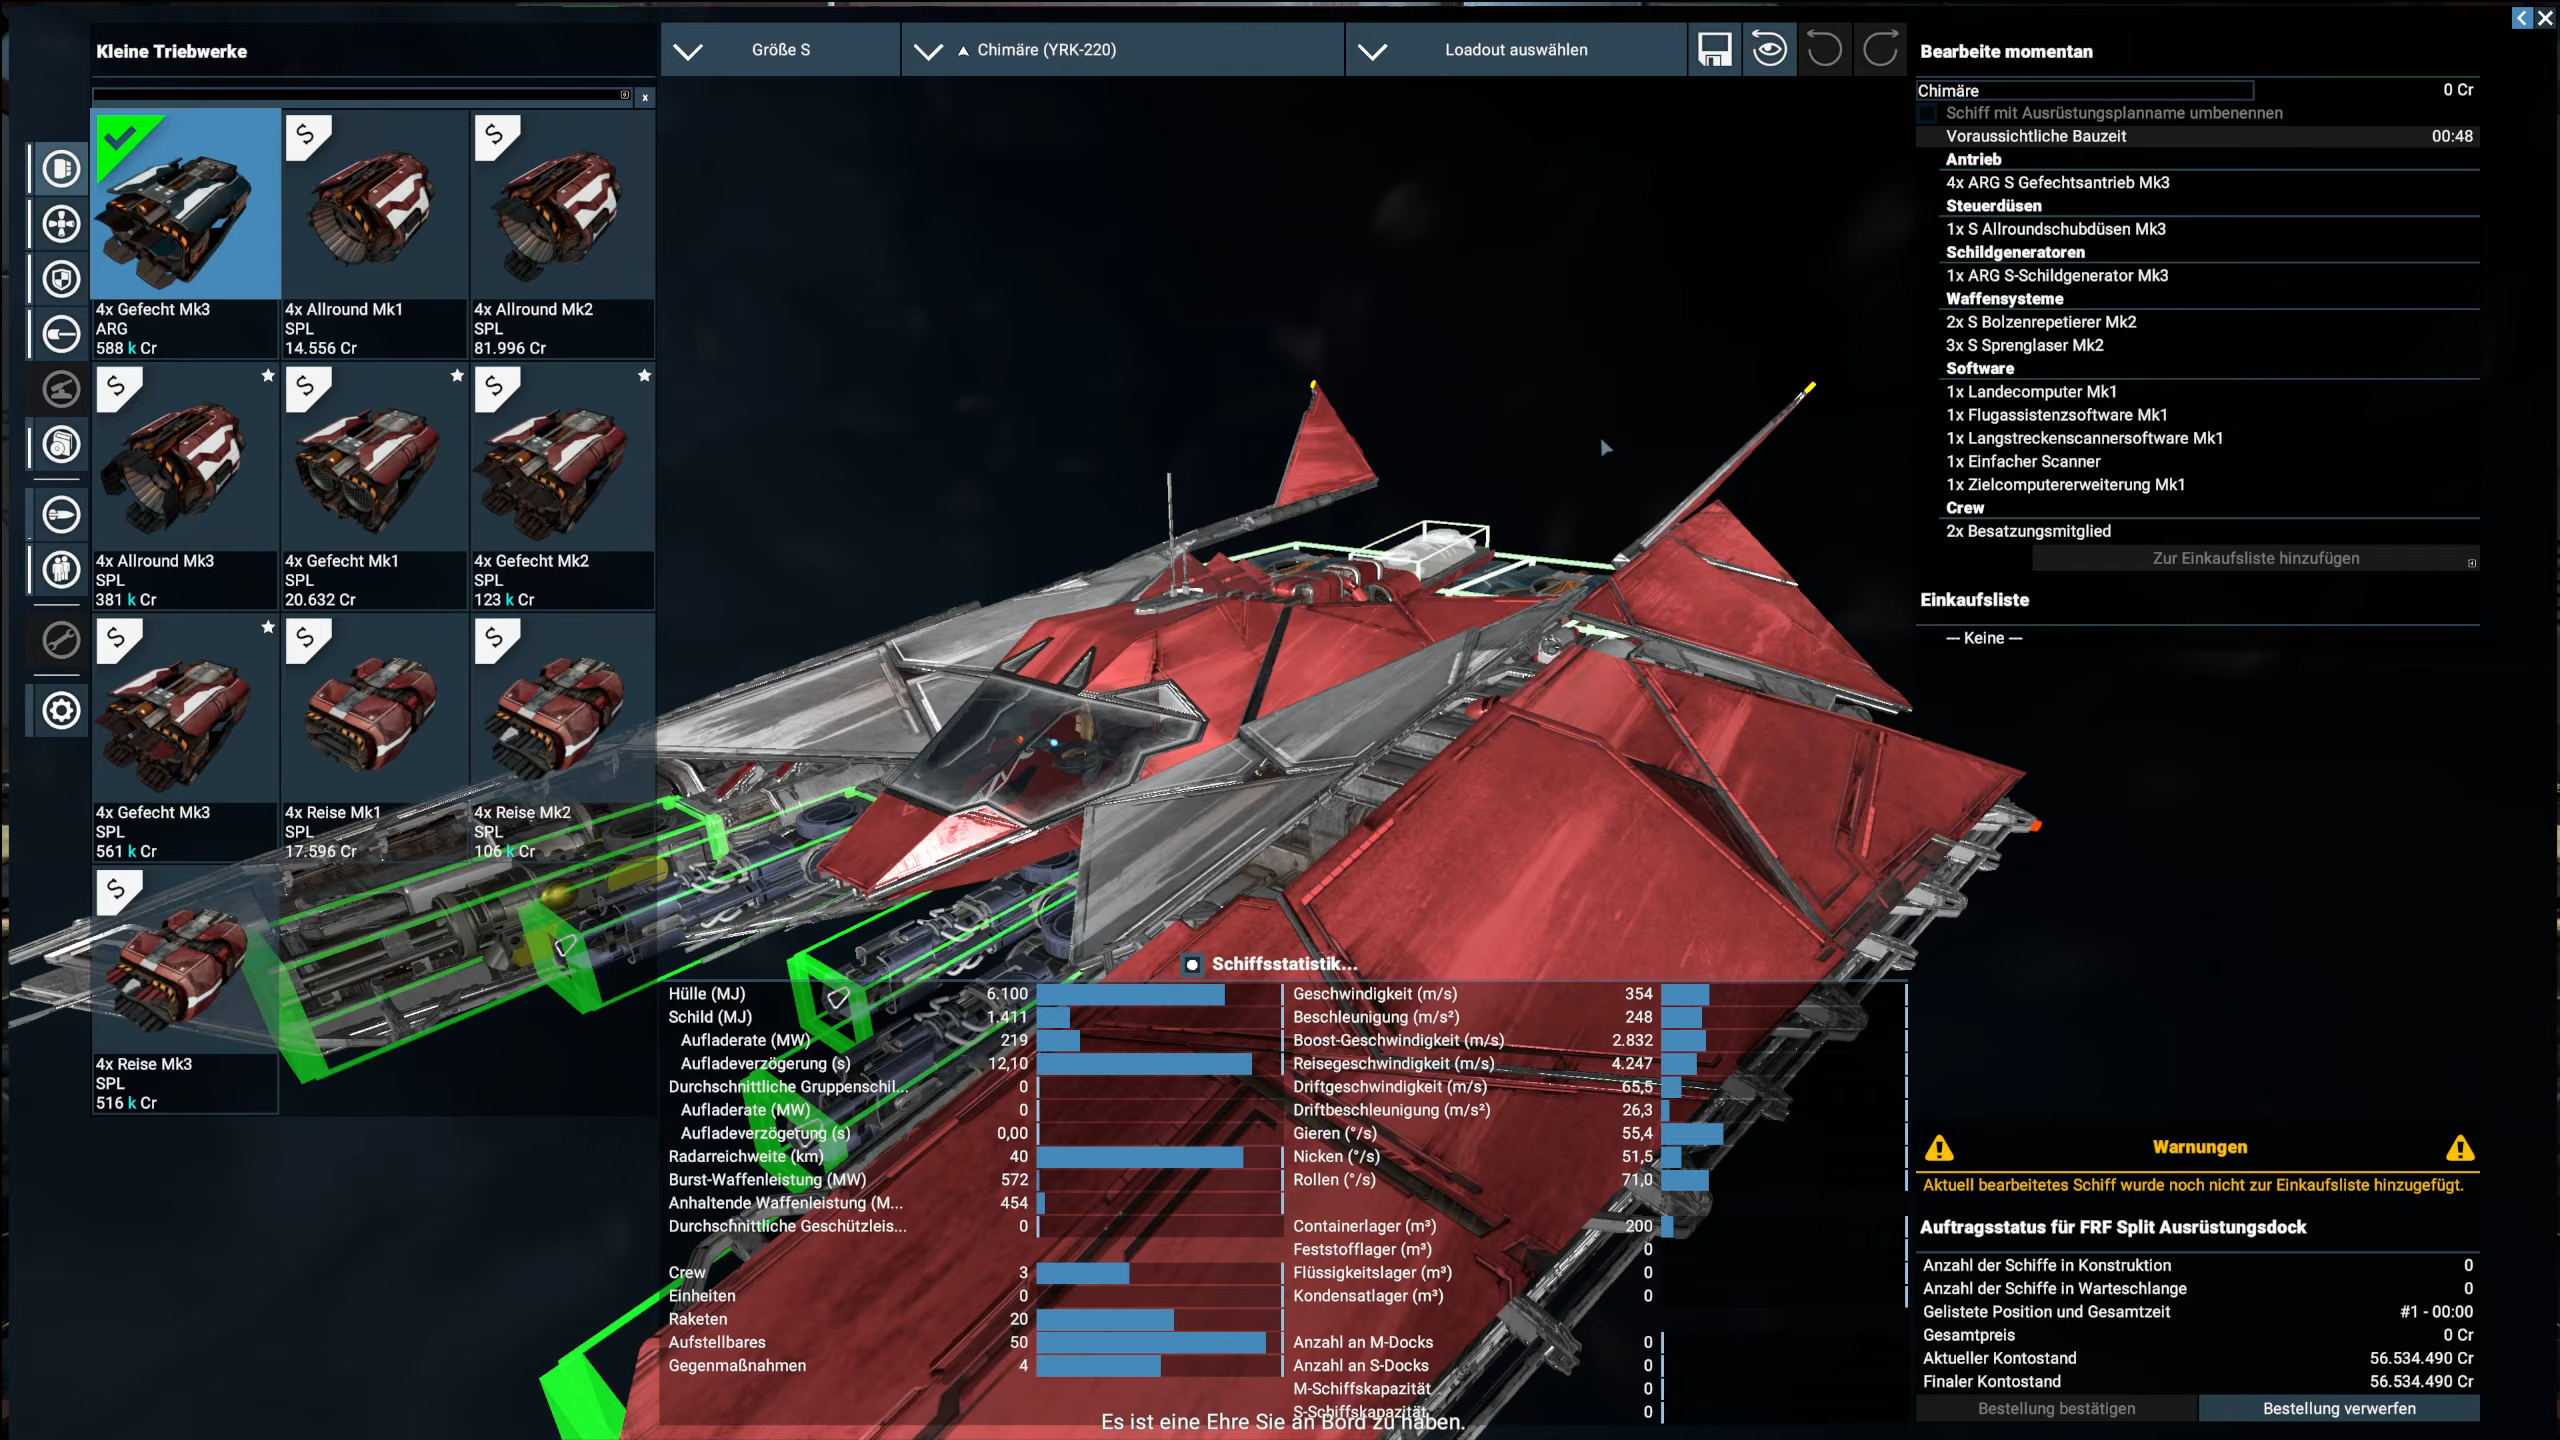 Kleine Triebwerke
x
4x Gefecht Mk3
ARG
588 k Cr
4x Allround Mk1
SPL
14.556 Cr
4x Allround Mk2
SPL
81.996 Cr
4x Allround Mk3
SPL
381 k Cr
4x Gefecht Mk1
SPL
20.632 Cr
4x Gefecht Mk2
SPL
123 k Cr
4x Gefecht Mk3
SPL
561 k Cr
4x Reise Mk1
SPL
17.596 Cr
4x Reise Mk2
SPL
106 k Cr
4x Reise Mk3
SPL
516 k Cr
Größe S
Chimäre (YRK-220)
Loadout auswählen
Schiffsstatistik...
Hülle (MJ) 6.100
Schild (MJ) 1.411
Aufladerate (MW) 219
Aufladeverzögerung (s) 12,10
Durchschnittliche Gruppenschil... 0
Aufladerate (MW) 0
Aufladeverzögerung (s) 0,00
Radarreichweite (km) 40
Burst-Waffenleistung (MW) 572
Anhaltende Waffenleistung (M... 454
Durchschnittliche Geschützleis... 0
Crew 3
Einheiten 0
Raketen 20
Aufstellbares 50
Gegenmaßnahmen 4
Geschwindigkeit (m/s) 354
Beschleunigung (m/s²) 248
Boost-Geschwindigkeit (m/s) 2.832
Reisegeschwindigkeit (m/s) 4.247
Driftgeschwindigkeit (m/s) 65,5
Driftbeschleunigung (m/s²) 26,3
Gieren (°/s) 55,4
Nicken (°/s) 51,5
Rollen (°/s) 71,0
Containerlager (m³) 200
Feststofflager (m³) 0
Flüssigkeitslager (m³) 0
Kondensatlager (m³) 0
Anzahl an M-Docks 0
Anzahl an S-Docks 0
M-Schiffskapazität 0
S-Schiffskapazität 0
Es ist eine Ehre Sie an Bord zu haben.
Bearbeite momentan
Chimäre 0 Cr
Schiff mit Ausrüstungsplanname umbenennen
Voraussichtliche Bauzeit 00:48
Antrieb
4x ARG S Gefechtsantrieb Mk3
Steuerdüsen
1x S Allroundschubdüsen Mk3
Schildgeneratoren
1x ARG S-Schildgenerator Mk3
Waffensysteme
2x S Bolzenrepetierer Mk2
3x S Sprenglaser Mk2
Software
1x Landecomputer Mk1
1x Flugassistenzsoftware Mk1
1x Langstreckenscannersoftware Mk1
1x Einfacher Scanner
1x Zielcomputererweiterung Mk1
Crew
2x Besatzungsmitglied
Zur Einkaufsliste hinzufügen
Einkaufsliste
--- Keine ---
Warnungen
Aktuell bearbeitetes Schiff wurde noch nicht zur Einkaufsliste hinzugefügt.
Auftragsstatus für FRF Split Ausrüstungsdock
Anzahl der Schiffe in Konstruktion 0
Anzahl der Schiffe in Warteschlange 0
Gelistete Position und Gesamtzeit #1 - 00:00
Gesamtpreis 0 Cr
Aktueller Kontostand 56.534.490 Cr
Finaler Kontostand 56.534.490 Cr
Bestellung bestätigen
Bestellung verwerfen